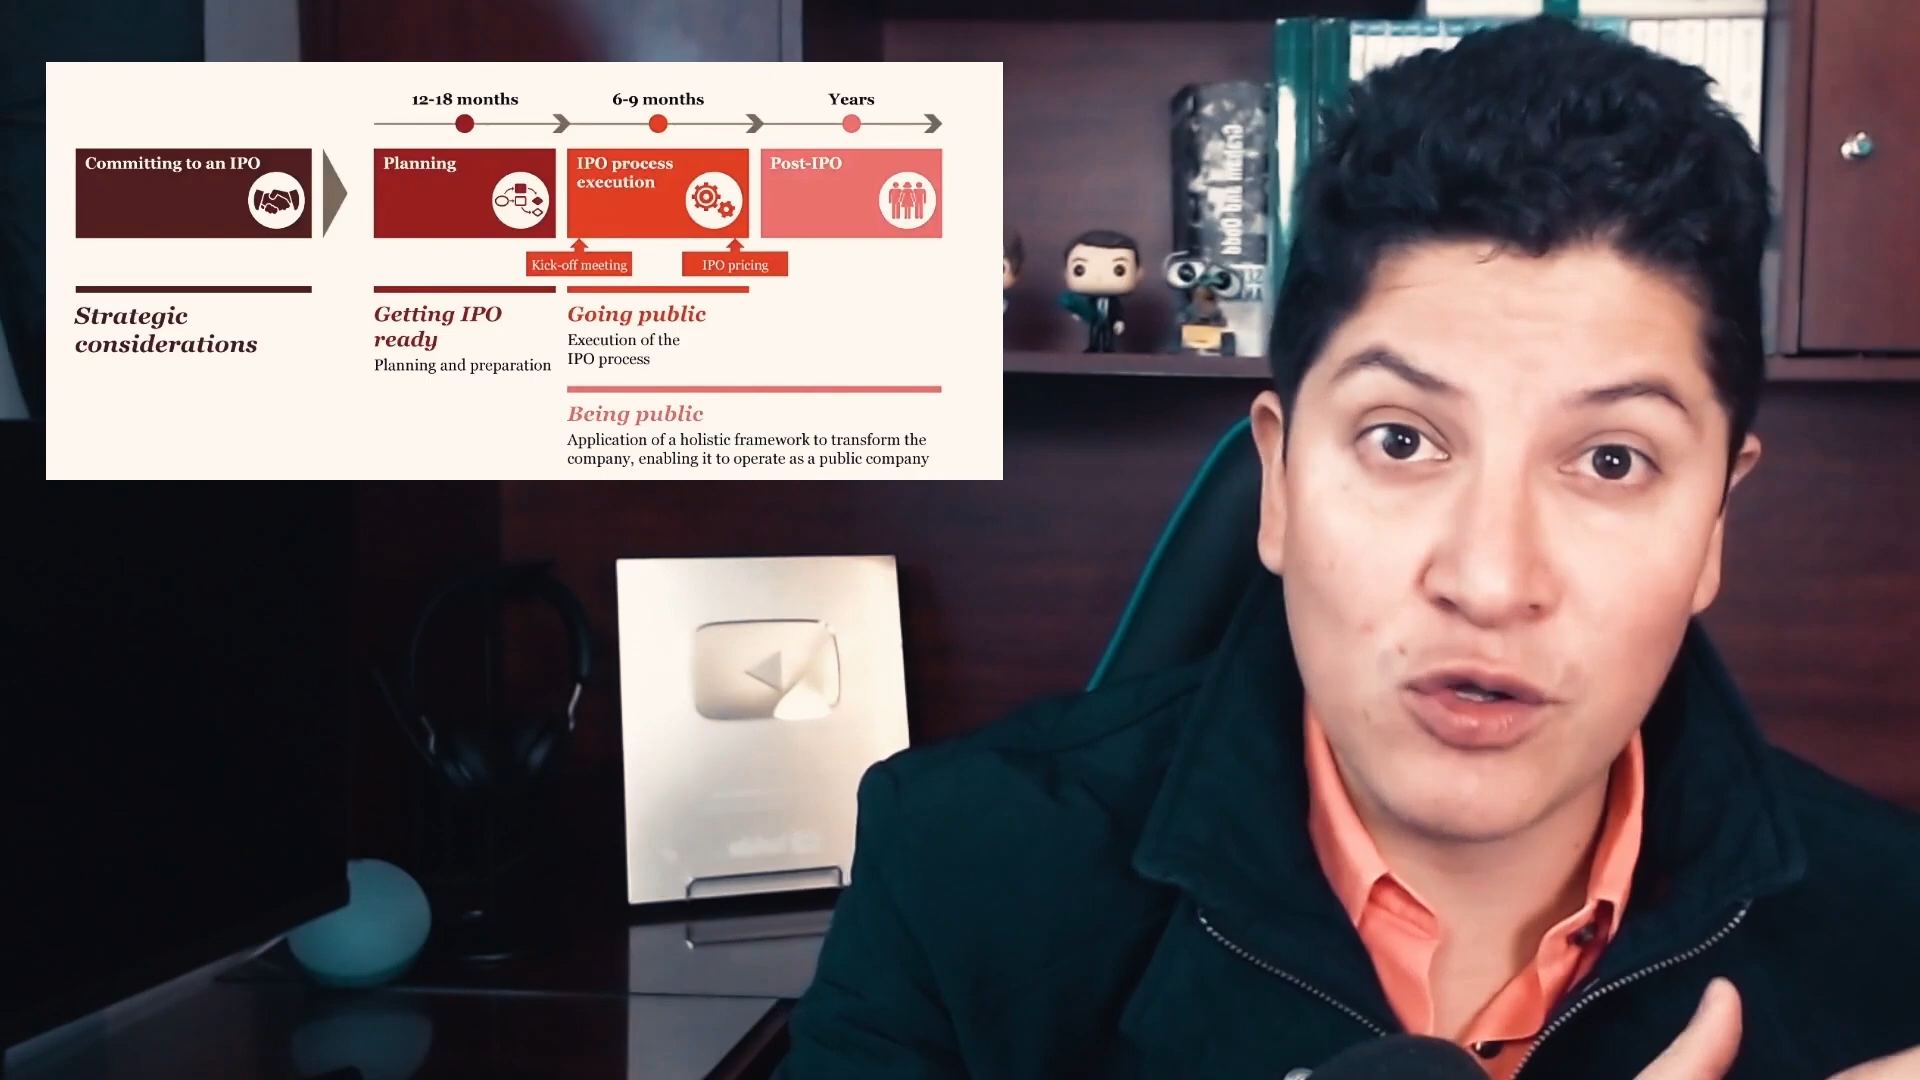 12-18 months
6-9 months
Years
Committing to an IPO
Planning
IPO process
execution
Post-IPO
Kick-off meeting
IPO pricing
Strategic
considerations
Getting IPO
ready
Planning and preparation
Going public
Execution of the
IPO process
Being public
Application of a holistic framework to transform the
company, enabling it to operate as a public company